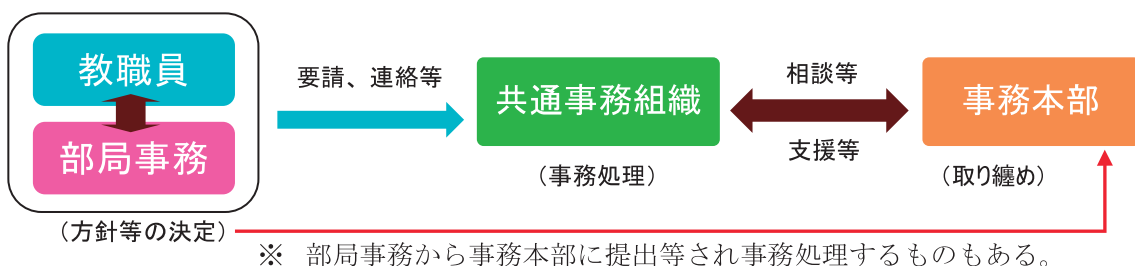 教職員
部局事務
(方針等の決定)
要請、連絡等
共通事務組織
(事務処理)
相談等
支援等
事務本部
(取り纏め)
※ 部局事務から事務本部に提出等され事務処理するものもある。